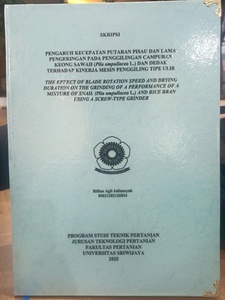 SKRIPSI
PENGARUH KECEPATAN PUTARAN PISAU DAN LAMA
PENGERINGAN PADA PENGGILINGAN CAMPURAN
KEONG SAWAH (Pila ampullacea L.) DAN DEDAK
TERHADAP KINERJA MESIN PENGGILING TIPE ULIR
THE EFFECT OF BLADE ROTATION SPEED AND DRYING
DURATION ON THE GRINDING OF A PERFORMANCE OF A
MIXTURE OF SNAIL (Pila ampullacea L.) AND RICE BRAN
USING A SCREW-TYPE GRINDER
PROGRAM STUDI TEKNIK PERTANIAN
JURUSAN TEKNOLOGI PERTANIAN
FAKULTAS PERTANIAN
UNIVERSITAS SRIWIJAYA
2025